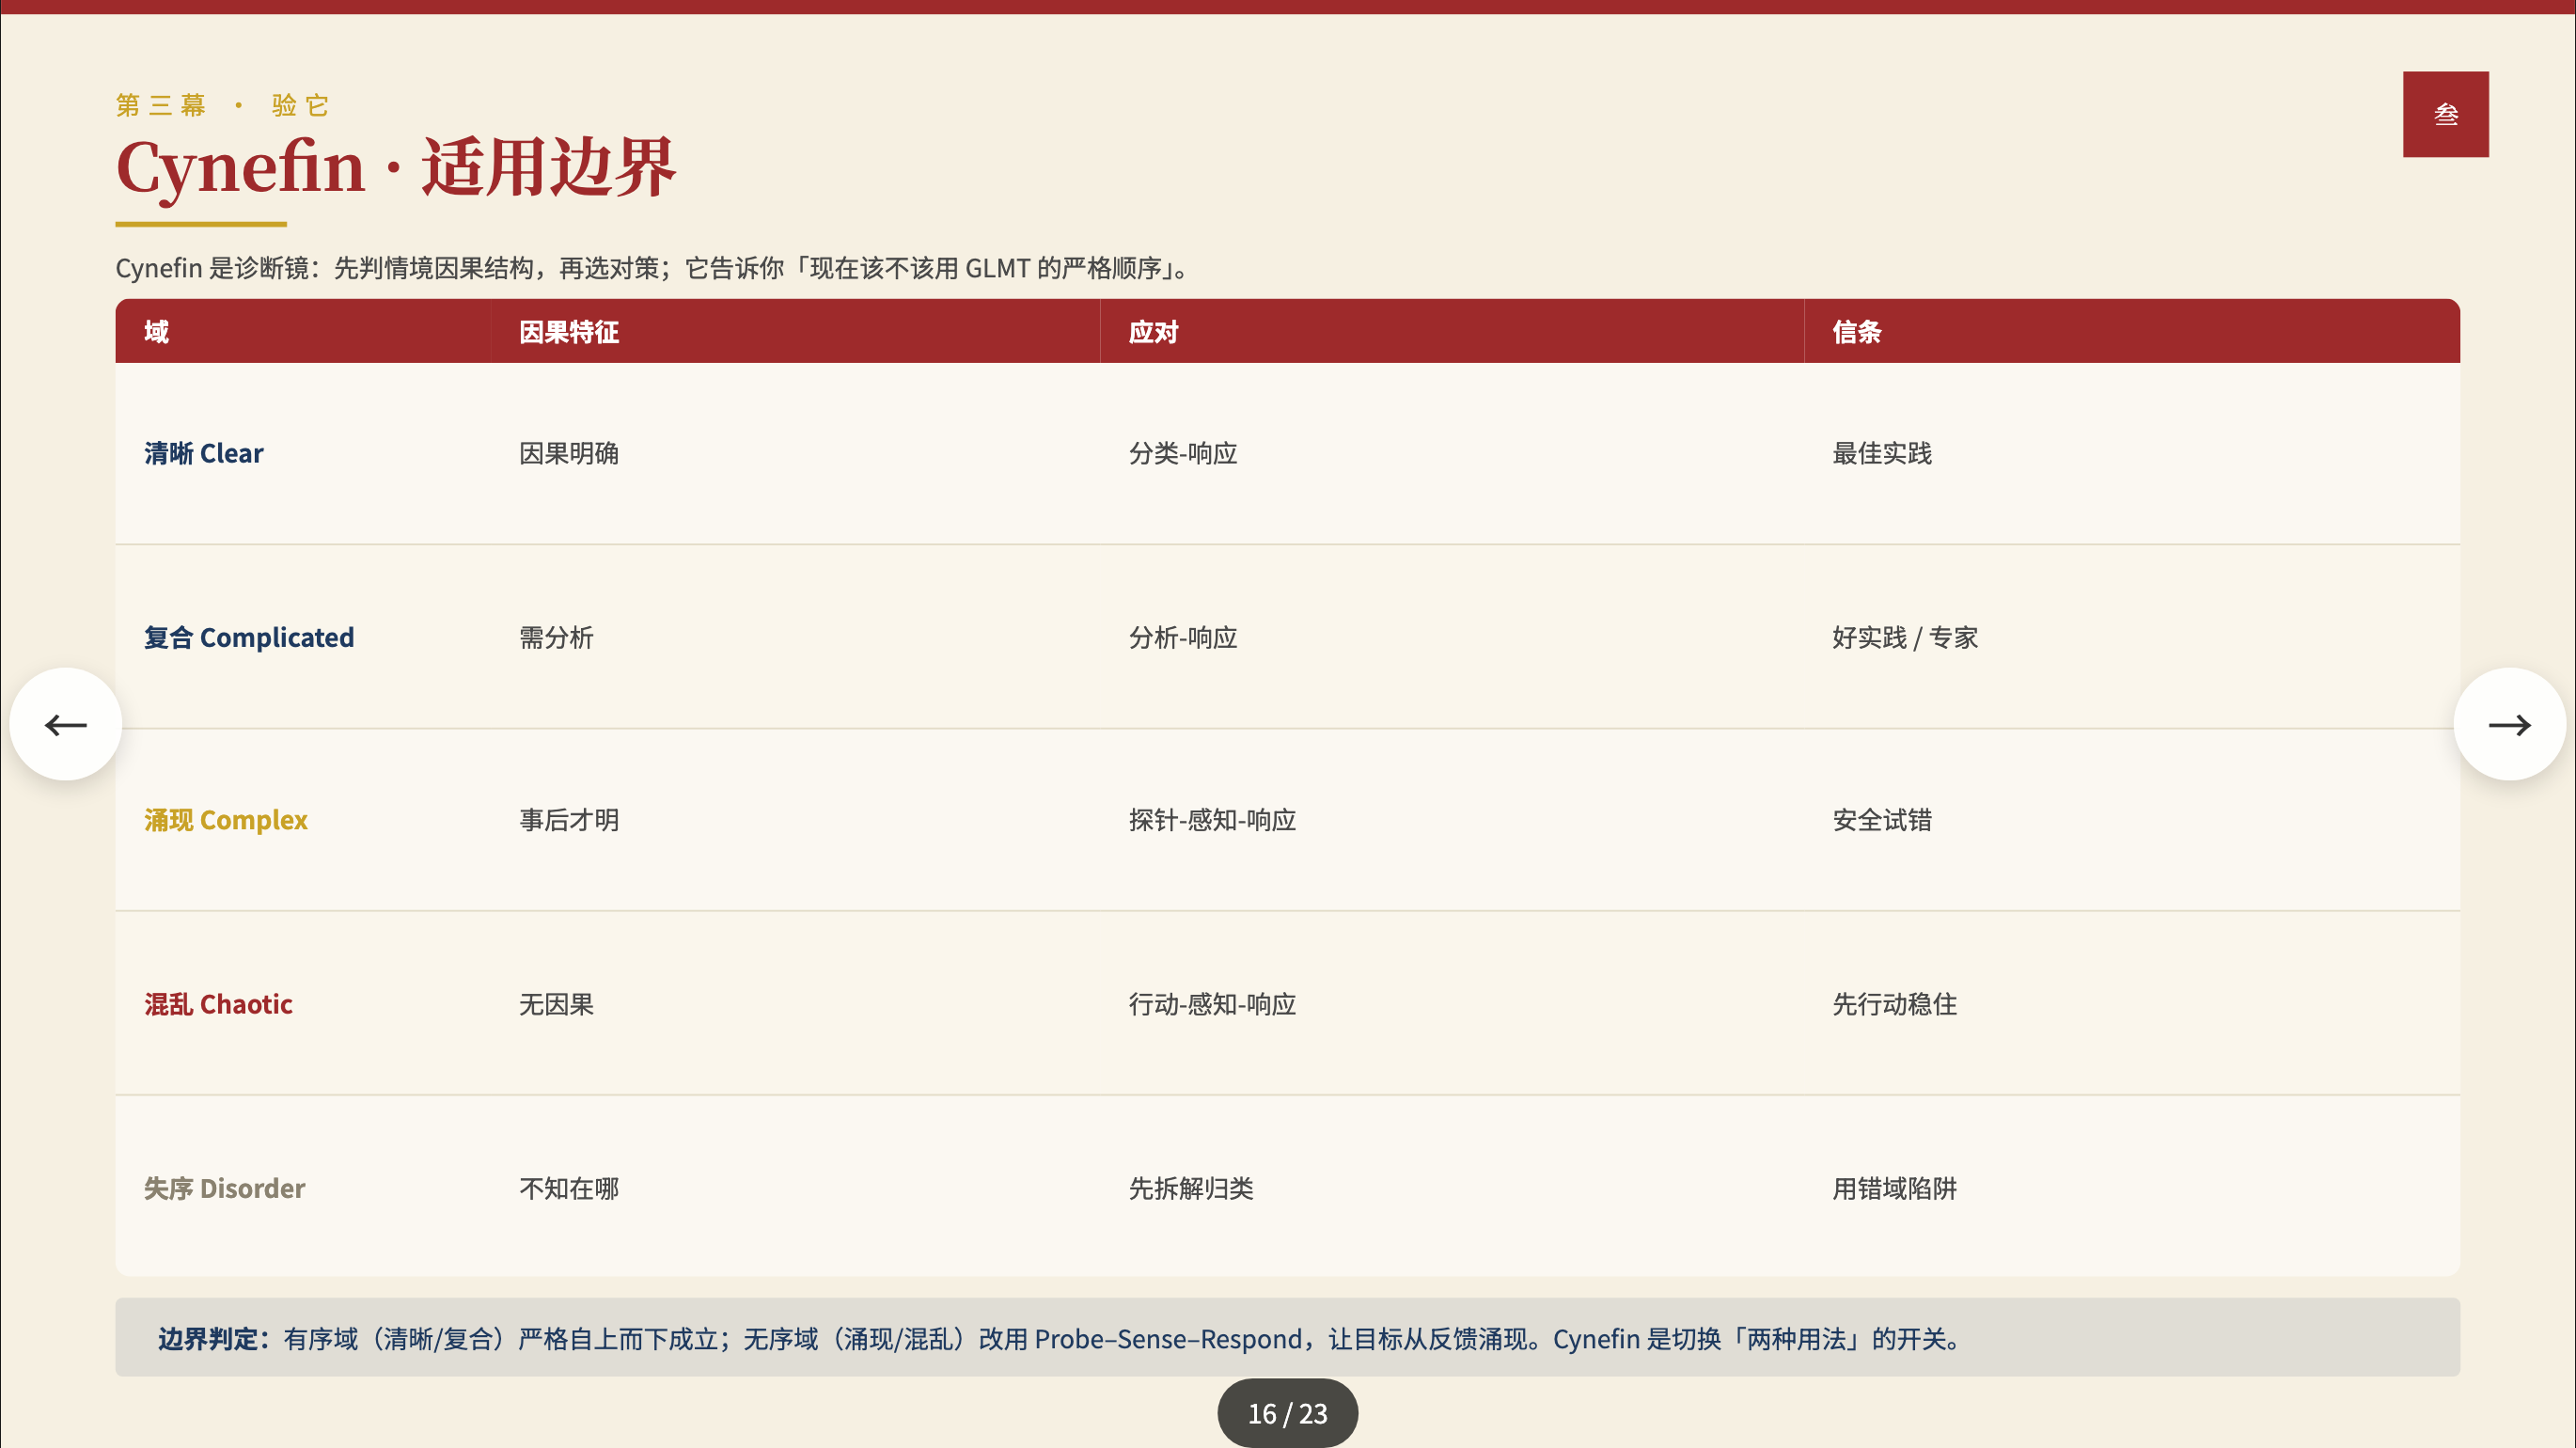 第三幕 · 验它
叁
Cynefin · 适用边界
Cynefin 是诊断镜：先判情境因果结构，再选对策；它告诉你「现在该不该用 GLMT 的严格顺序」。
域 因果特征 应对 信条
清晰 Clear 因果明确 分类-响应 最佳实践
复合 Complicated 需分析 分析-响应 好实践 / 专家
涌现 Complex 事后才明 探针-感知-响应 安全试错
混乱 Chaotic 无因果 行动-感知-响应 先行动稳住
失序 Disorder 不知在哪 先拆解归类 用错域陷阱
边界判定：有序域（清晰/复合）严格自上而下成立；无序域（涌现/混乱）改用 Probe–Sense–Respond，让目标从反馈涌现。Cynefin 是切换「两种用法」的开关。
←
→
16 / 23